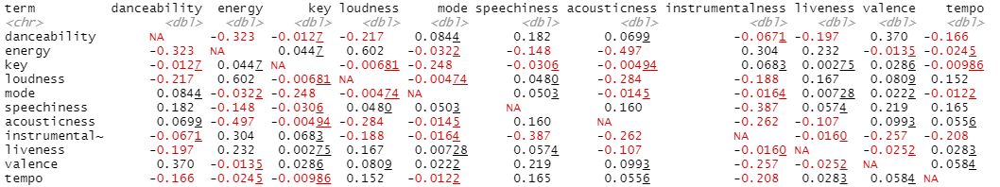 term danceability energy key loudness mode speechiness acousticness instrumentalness liveness valence tempo
<chr> <dbl> <dbl> <dbl> <dbl> <dbl> <dbl> <dbl> <dbl> <dbl> <dbl> <dbl>
danceability NA -0.323 -0.0127 -0.217 0.0844 0.182 0.0699 -0.0671 -0.197 0.370 -0.166
energy -0.323 NA 0.0447 0.602 -0.0322 -0.148 -0.497 0.304 0.232 -0.0135 -0.0245
key -0.0127 0.0447 NA -0.00681 -0.248 -0.0306 -0.00494 0.0683 0.00275 0.0286 -0.00986
loudness -0.217 0.602 -0.00681 NA -0.00474 0.0480 -0.284 -0.188 0.167 0.0809 0.152
mode 0.0844 -0.0322 -0.248 -0.00474 NA 0.0503 -0.0145 -0.0164 0.00728 0.0222 -0.0122
speechiness 0.182 -0.148 -0.0306 0.0480 0.0503 NA 0.160 -0.387 0.0574 0.219 0.165
acousticness 0.0699 -0.497 -0.00494 -0.284 -0.0145 0.160 NA -0.262 -0.107 0.0993 0.0556
instrumental~ -0.0671 0.304 0.0683 -0.188 -0.0164 -0.387 -0.262 NA -0.0160 -0.257 -0.208
liveness -0.197 0.232 0.00275 0.167 0.00728 0.0574 -0.107 -0.0160 NA -0.0252 0.0283
valence 0.370 -0.0135 0.0286 0.0809 0.0222 0.219 0.0993 -0.257 -0.0252 NA 0.0584
tempo -0.166 -0.0245 -0.00986 0.152 -0.0122 0.165 0.0556 -0.208 0.0283 0.0584 NA